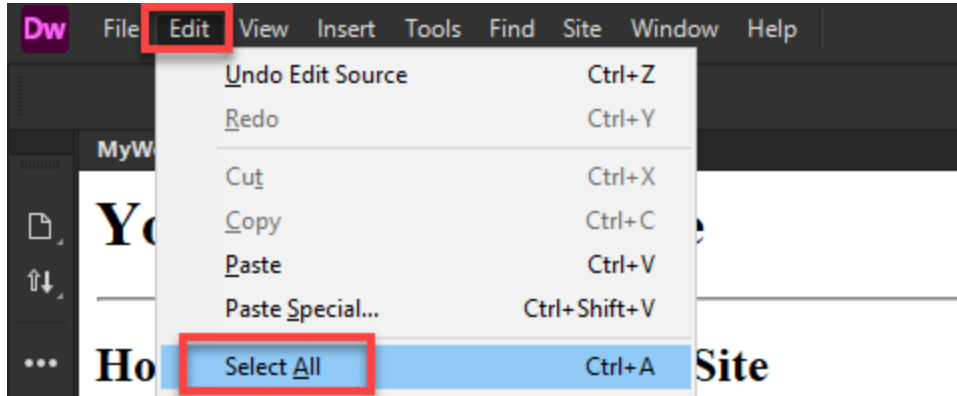 Dw File Edit View Insert Tools Find Site Window Help
Undo Edit Source Ctrl+Z
Redo Ctrl+Y
MyW
Cut Ctrl+X
Copy Ctrl+C
Yo e
Paste Ctrl+V
Paste Special... Ctrl+Shift+V
Ho Select All Ctrl+A Site